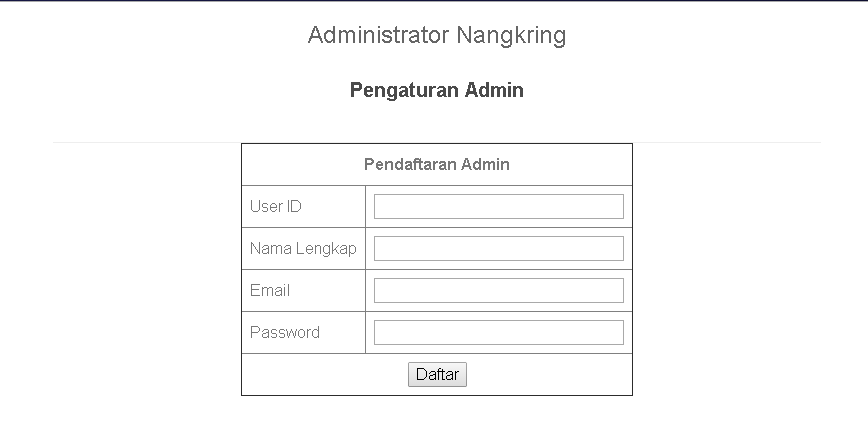 Administrator Nangkring
Pengaturan Admin
Pendaftaran Admin
User ID
Nama Lengkap
Email
Password
Daftar